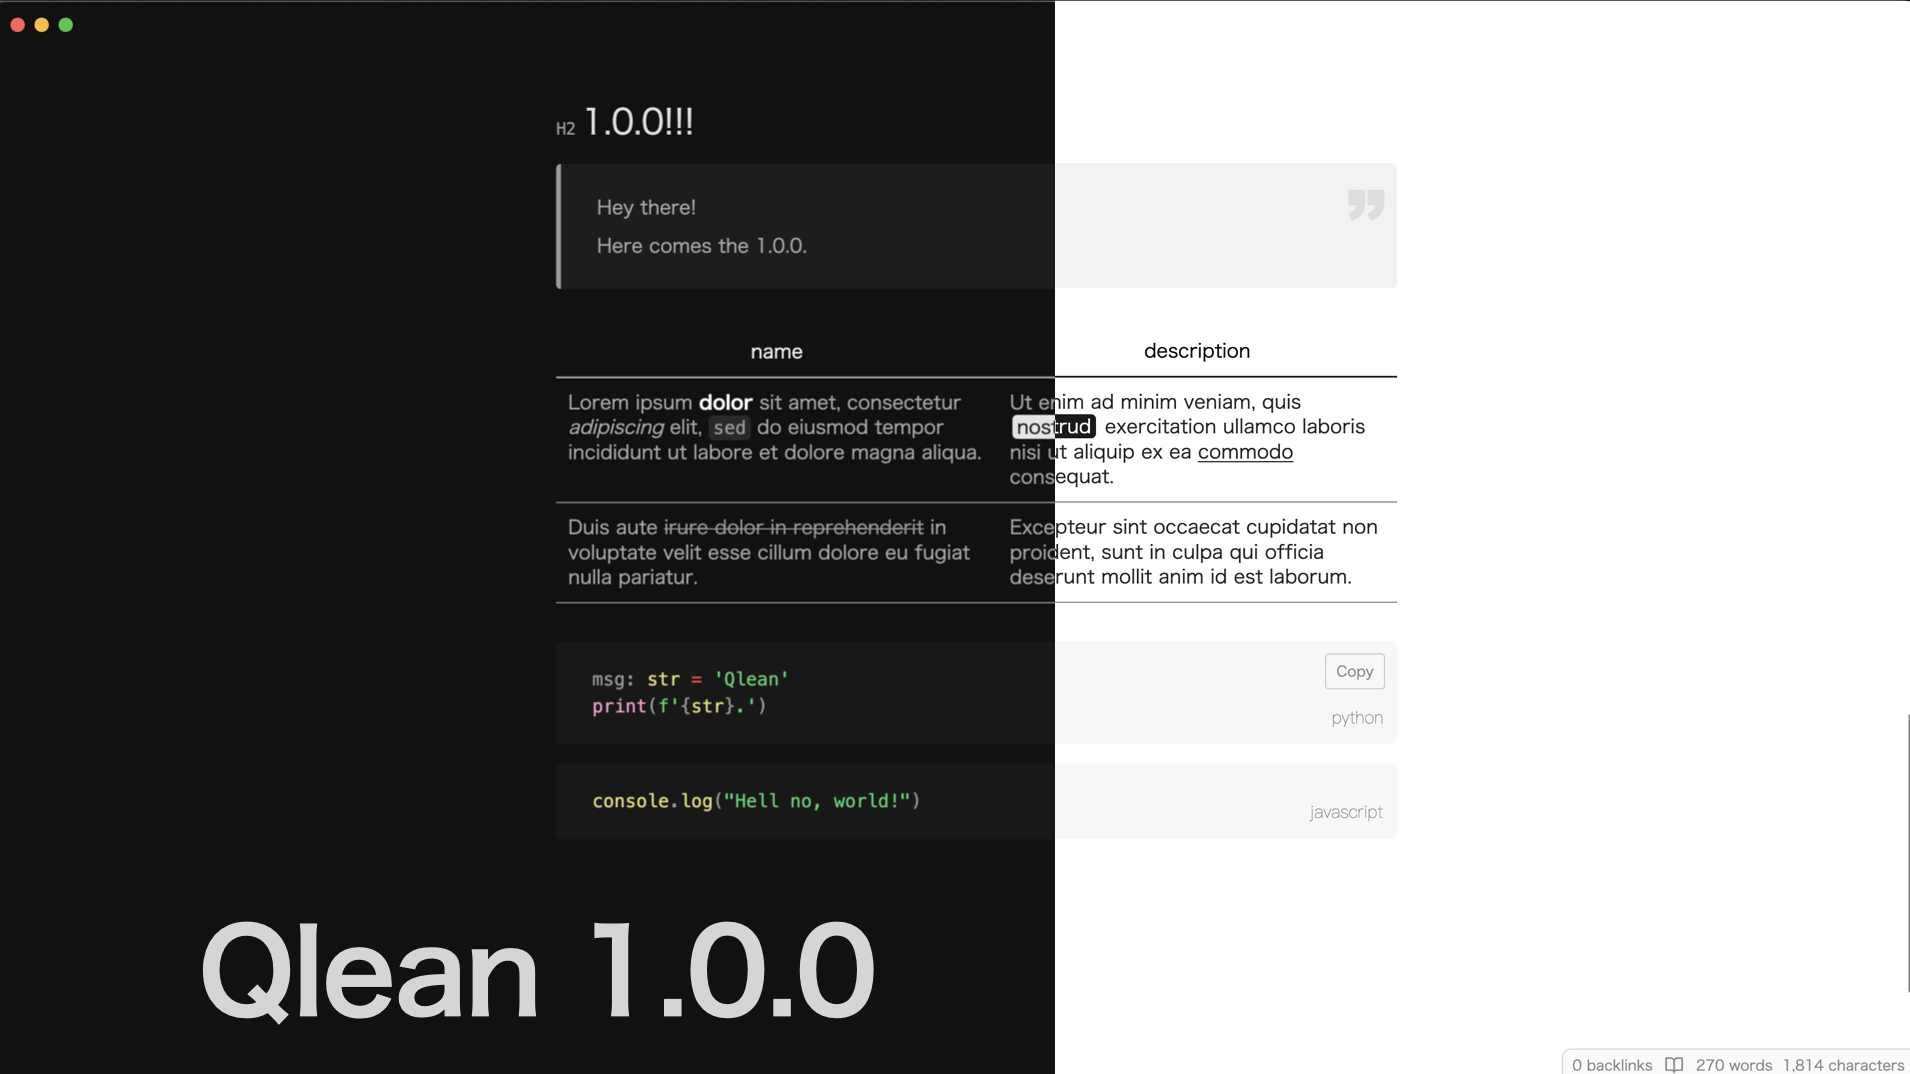 H2 1.0.0!!!
Hey there!
Here comes the 1.0.0.
name
description
Lorem ipsum dolor sit amet, consectetur
adipiscing elit, sed do eiusmod tempor
incididunt ut labore et dolore magna aliqua.
Ut enim ad minim veniam, quis
nostrud exercitation ullamco laboris
nisi ut aliquip ex ea commodo
consequat.
Duis aute irure dolor in reprehenderit in
voluptate velit esse cillum dolore eu fugiat
nulla pariatur.
Excepteur sint occaecat cupidatat non
proident, sunt in culpa qui officia
deserunt mollit anim id est laborum.
msg: str = 'Qlean'
print(f'{str}.')
Copy
python
console.log("Hell no, world!")
javascript
Qlean 1.0.0
0 backlinks 270 words 1,814 characters